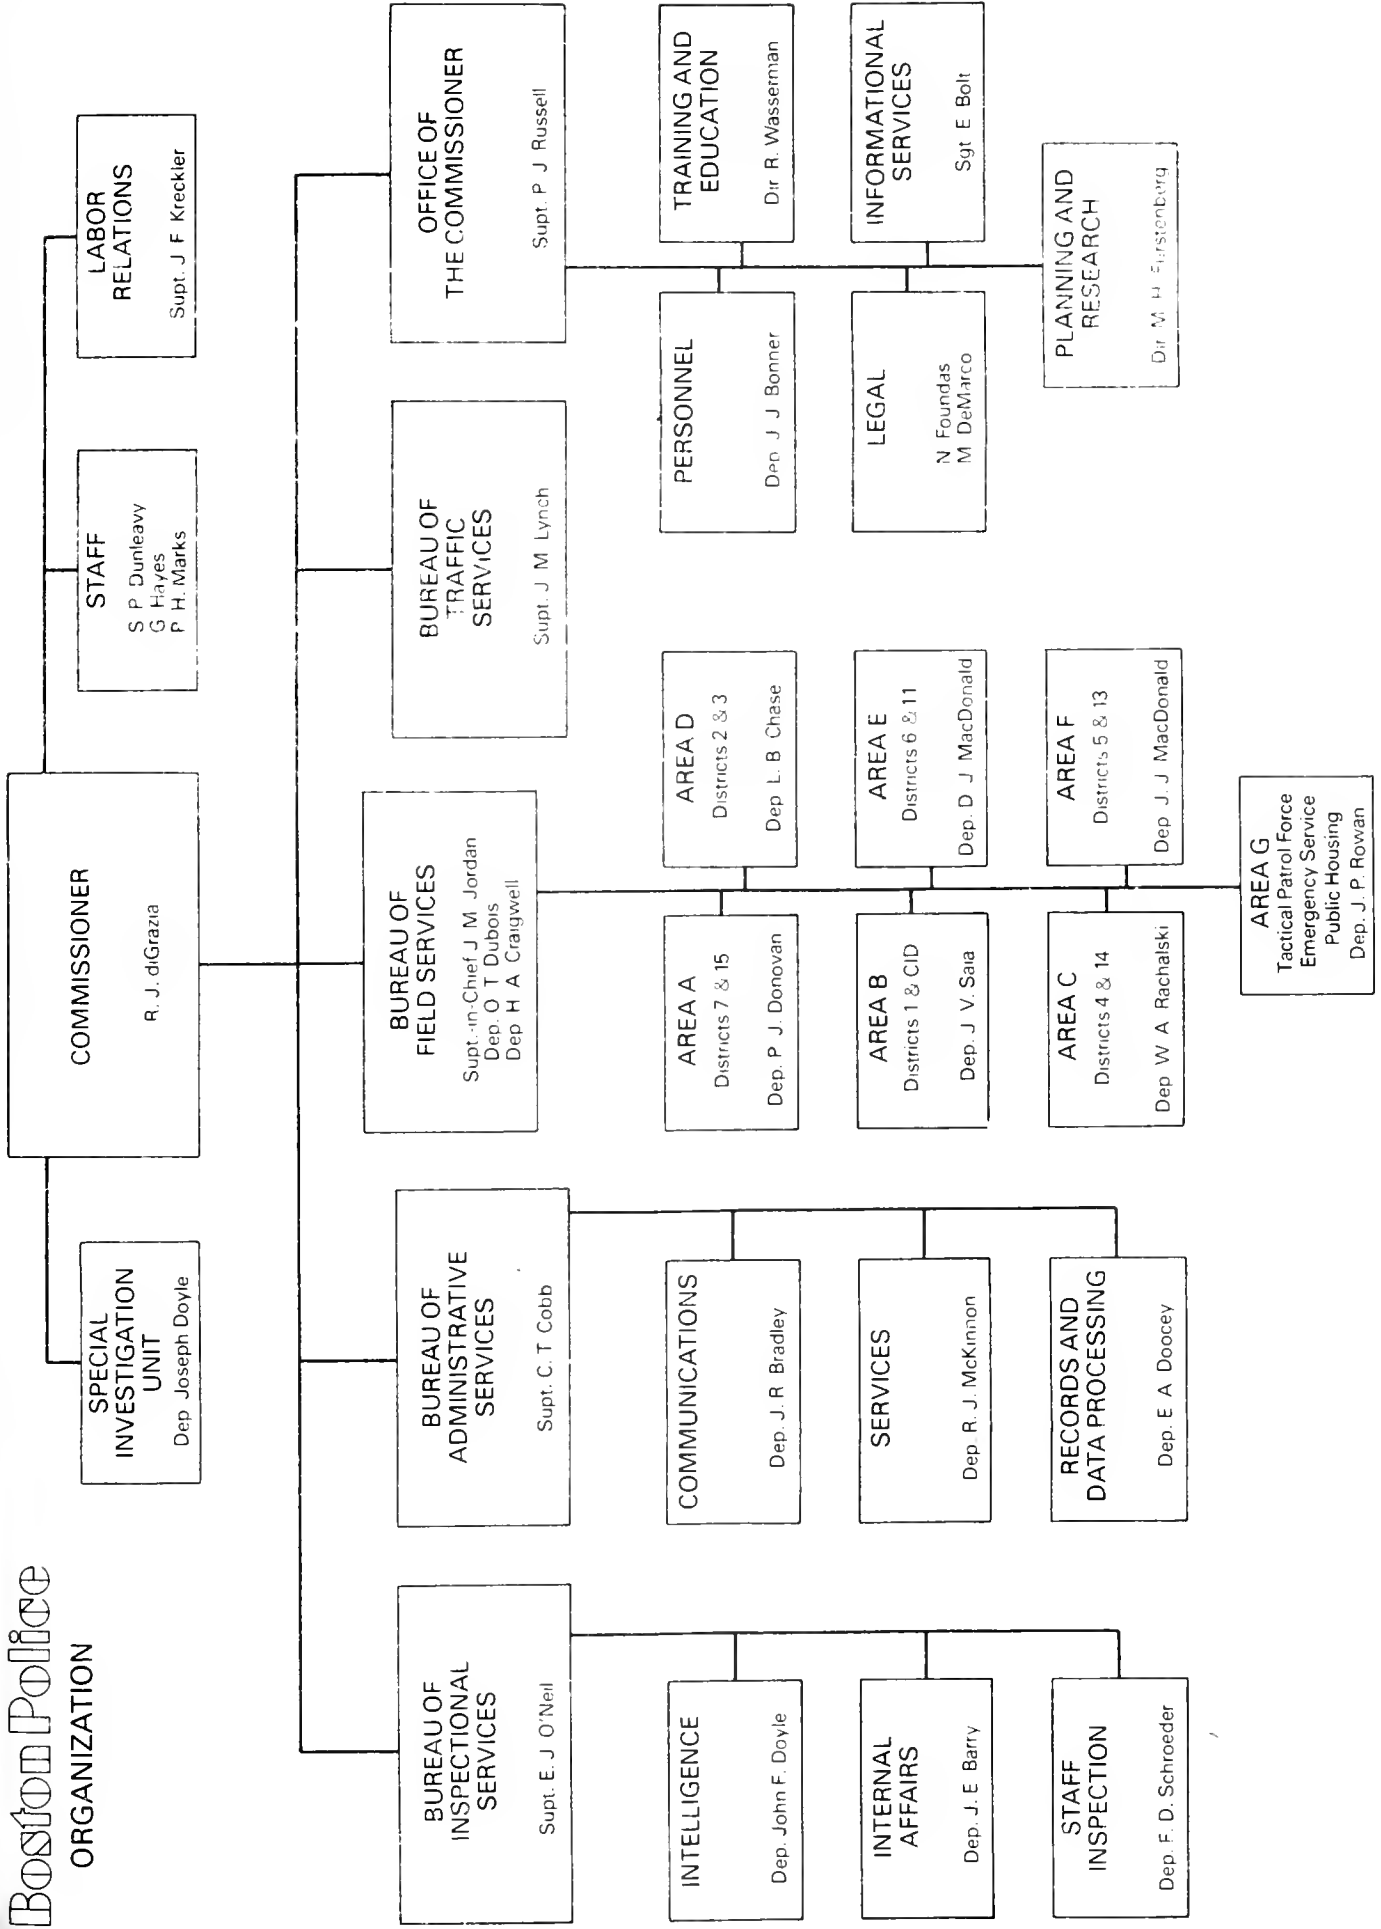 Boston Police
ORGANIZATION
COMMISSIONER
R. J. diGrazia
SPECIAL
INVESTIGATION
UNIT
Dep Joseph Doyle
STAFF
S P Dunleavy
G Hayes
P H. Marks
LABOR
RELATIONS
Supt. J F Kreckler
BUREAU OF
INSPECTIONAL
SERVICES
Supt. E. J O'Neil
BUREAU OF
ADMINISTRATIVE
SERVICES
Supt. C. T Cobb
BUREAU OF
FIELD SERVICES
Supt.-in-Chief J M Jordan
Dep. O T Dubois
Dep H A Craigwell
BUREAU OF
TRAFFIC
SERVICES
Supt. J M Lynch
OFFICE OF
THE COMMISSIONER
Supt. P J Russell
INTELLIGENCE
Dep. John F. Doyle
INTERNAL
AFFAIRS
Dep. J. E Barry
STAFF
INSPECTION
Dep. F. D. Schroeder
COMMUNICATIONS
Dep. J. R Bradley
SERVICES
Dep. R. J. McKinnon
RECORDS AND
DATA PROCESSING
Dep. E A Doocey
AREA A
Districts 7 & 15
Dep. P J. Donovan
AREA D
Districts 2 & 3
Dep L. B Chase
AREA B
Districts 1 & CID
Dep. J V. Saia
AREA E
Districts 6 & 11
Dep. D J MacDonald
AREA C
Districts 4 & 14
Dep W A Rachalski
AREA F
Districts 5 & 13
Dep J. J MacDonald
AREA G
Tactical Patrol Force
Emergency Service
Public Housing
Dep. J. P. Rowan
PERSONNEL
Dep J J Bonner
TRAINING AND
EDUCATION
Dir R. Wasserman
LEGAL
N Foundas
M DeMarco
INFORMATIONAL
SERVICES
Sgt E Bolt
PLANNING AND
RESEARCH
Dir M H Furstenberg